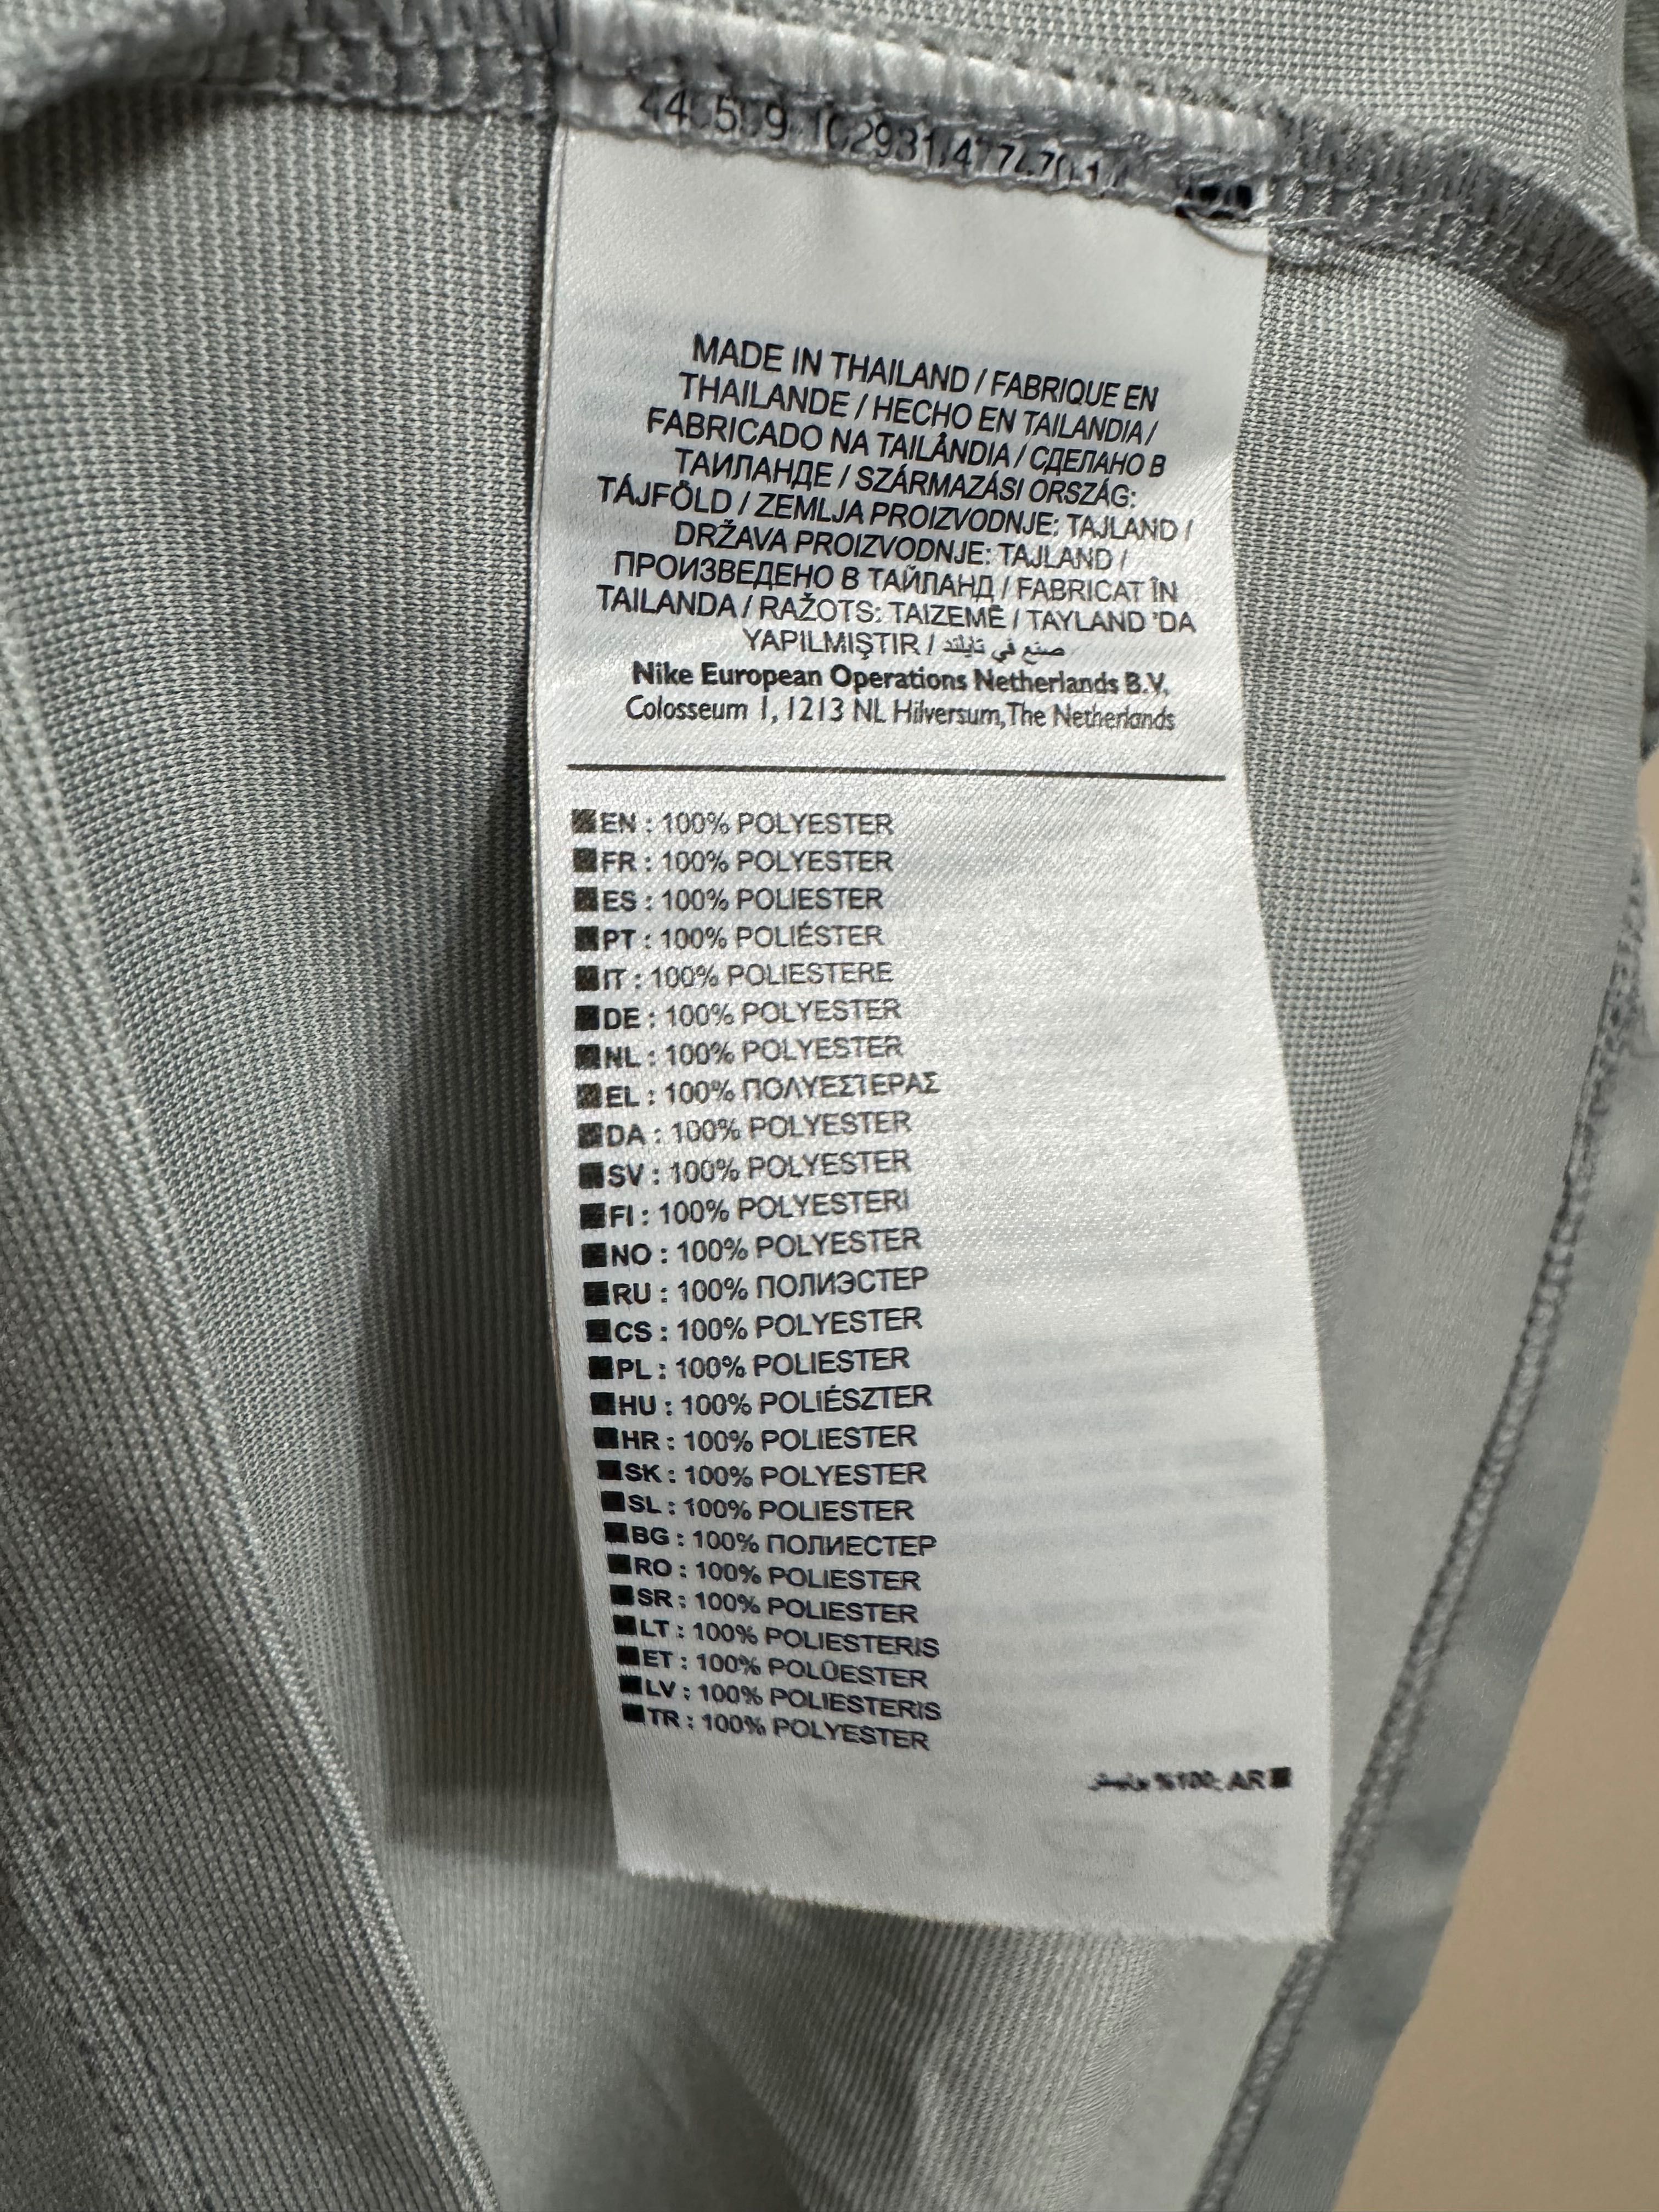 MADE IN THAILAND / FABRIQUE EN
THAILANDE / HECHO EN TAILANDIA /
FABRICADO NA TAILÂNDIA / СДЕЛАНО В
ТАИЛАНДЕ / SZÁRMAZÁSI ORSZÁG:
TÁJFÖLD / ZEMLJA PROIZVODNJE: TAJLAND /
DRŽAVA PROIZVODNJE: TAJLAND /
ПРОИЗВЕДЕНО В ТАЙЛАНД / FABRICAT ÎN
TAILANDA / RAŽOTS: TAIZEMĒ / TAYLAND 'DA
YAPILMIŞTIR / صنع في تايلند
Nike European Operations Netherlands B.V.
Colosseum 1, 1213 NL Hilversum, The Netherlands
EN : 100% POLYESTER
FR : 100% POLYESTER
ES : 100% POLIESTER
PT : 100% POLIÉSTER
IT : 100% POLIESTERE
DE : 100% POLYESTER
NL : 100% POLYESTER
EL : 100% ΠΟΛΥΕΣΤΕΡΑΣ
DA : 100% POLYESTER
SV : 100% POLYESTER
FI : 100% POLYESTERI
NO : 100% POLYESTER
RU : 100% ПОЛИЭСТЕР
CS : 100% POLYESTER
PL : 100% POLIESTER
HU : 100% POLIÉSZTER
HR : 100% POLIESTER
SK : 100% POLYESTER
SL : 100% POLIESTER
BG : 100% ПОЛИЕСТЕР
RO : 100% POLIESTER
SR : 100% POLIESTER
LT : 100% POLIESTERIS
ET : 100% POLÜESTER
LV : 100% POLIESTERIS
TR : 100% POLYESTER
AR :100%